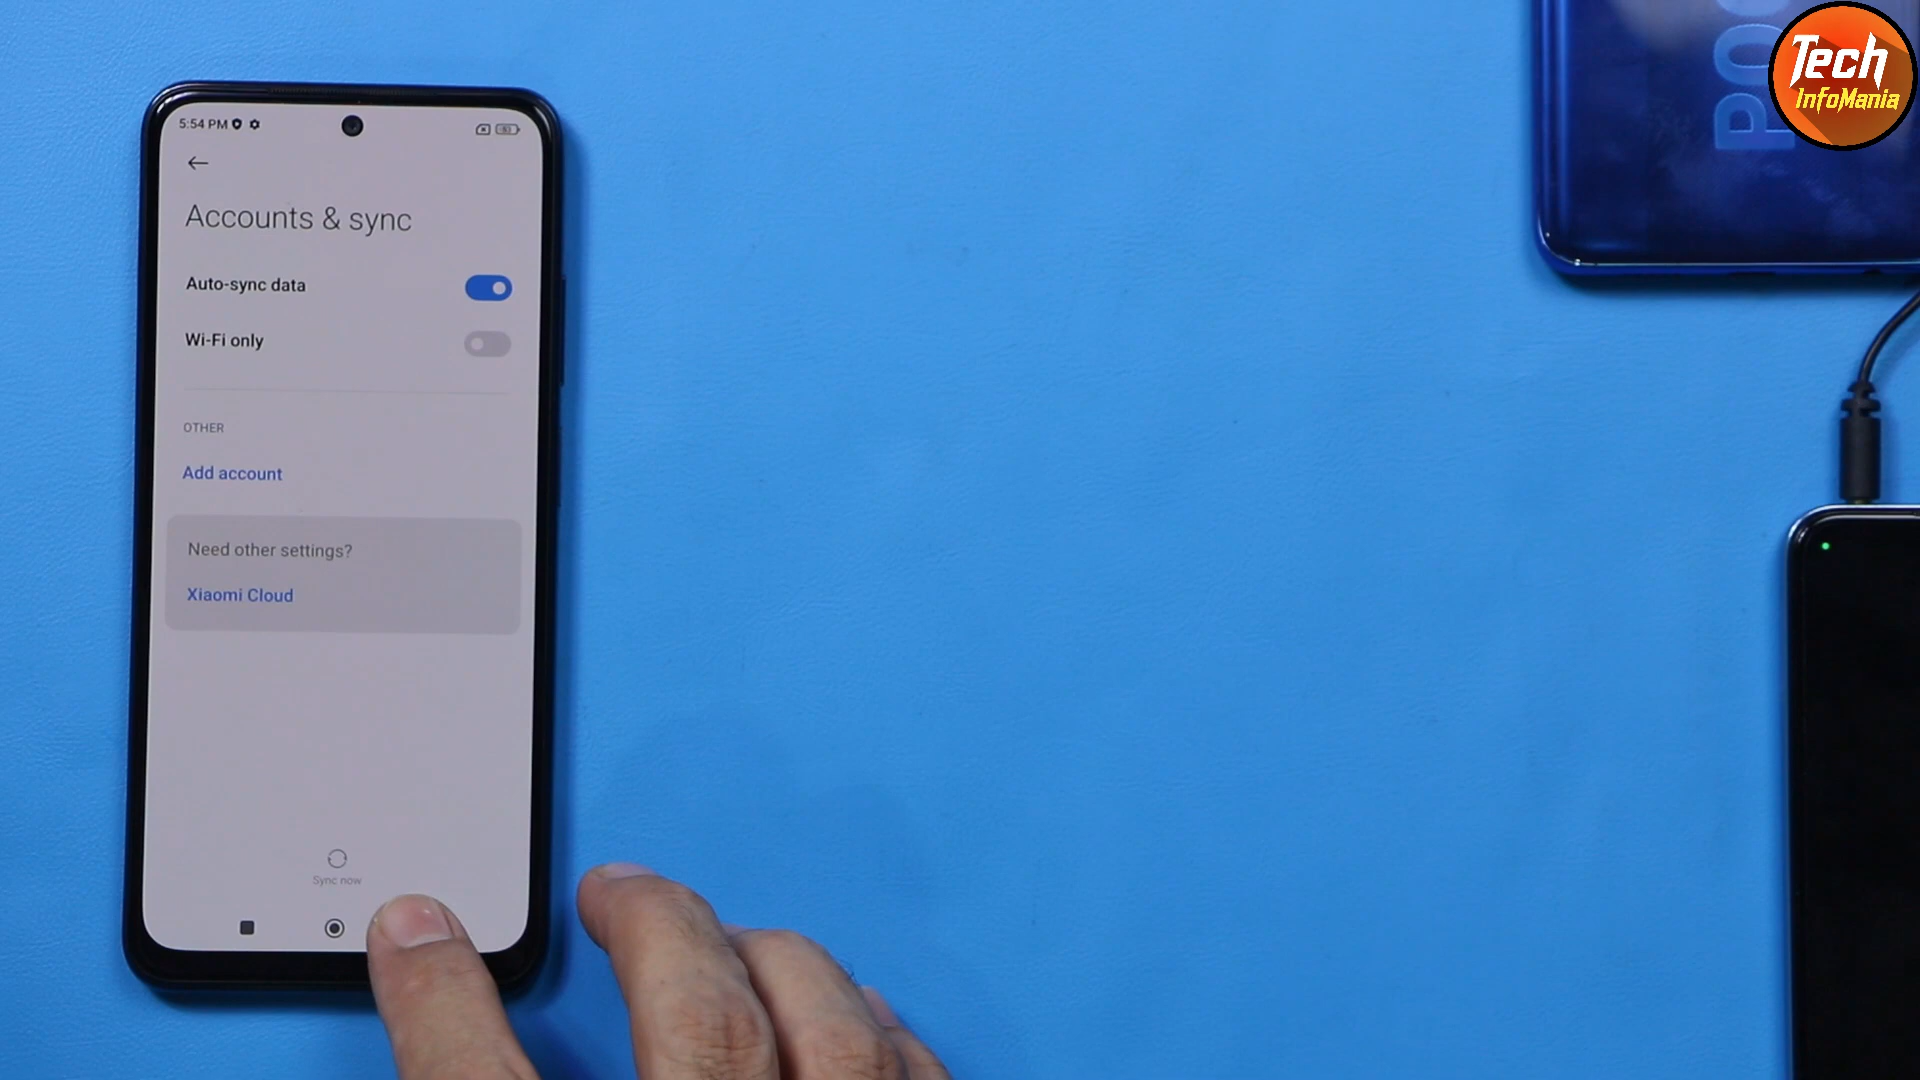 5:54 PM
Accounts & sync
Auto-sync data
Wi-Fi only
OTHER
Add account
Need other settings?
Xiaomi Cloud
Sync now
Tech
InfoMania